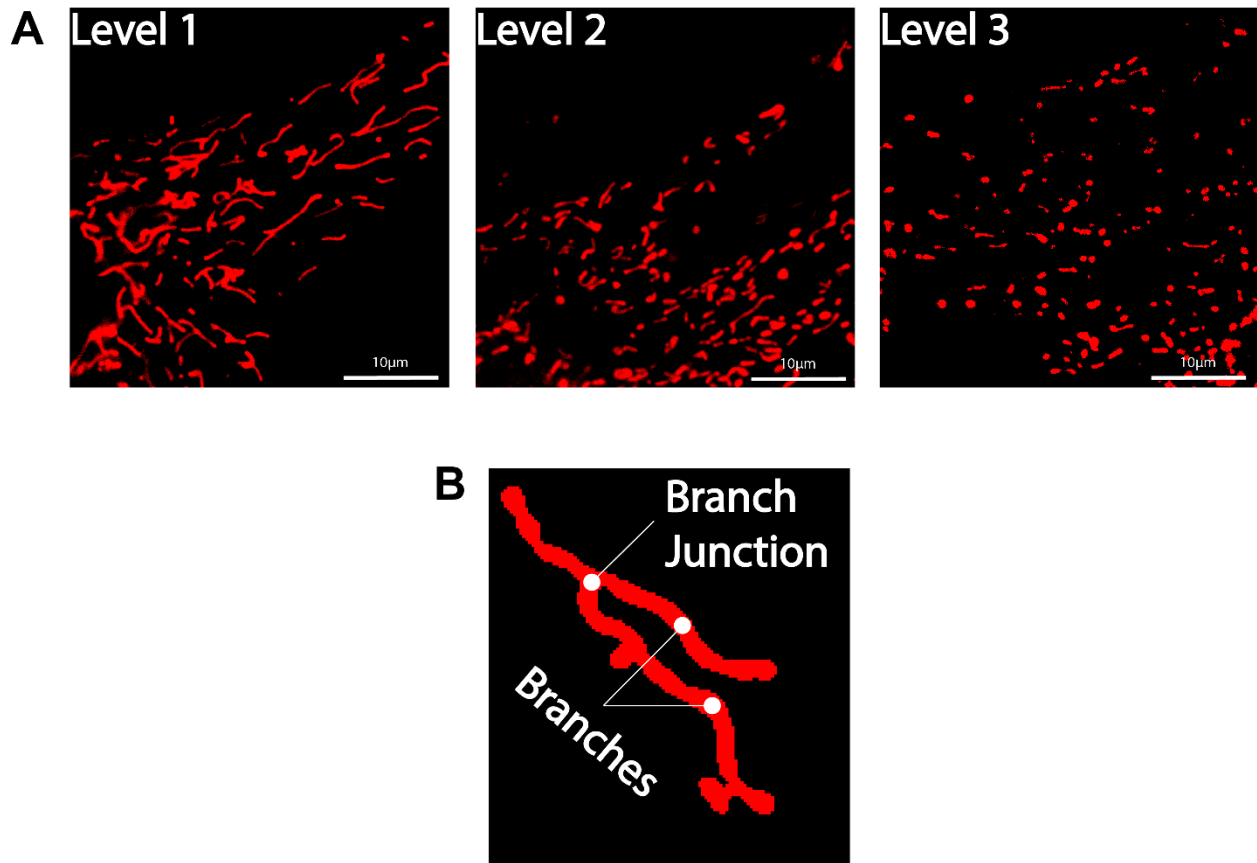 A
Level 1
Level 2
Level 3
10μm
10μm
10μm
B
Branch
Junction
Branches